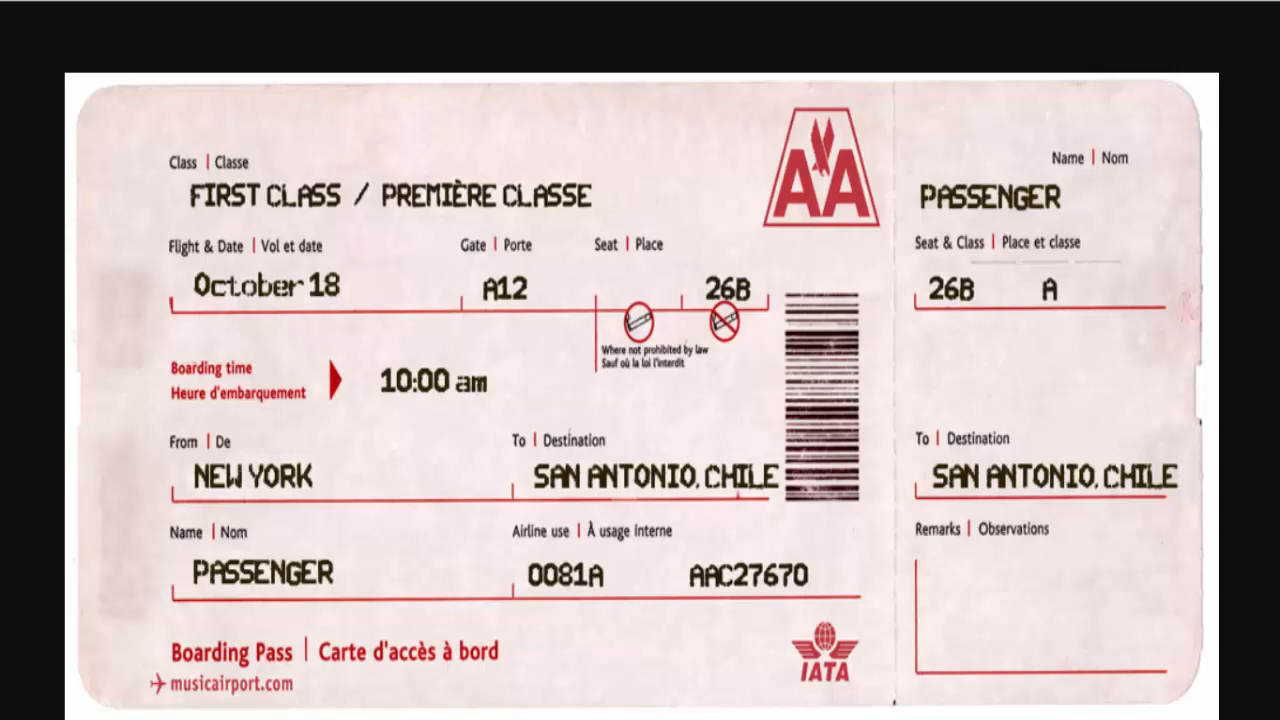 Class | Classe
FIRST CLASS / PREMIÈRE CLASSE
Flight & Date | Vol et date
Gate | Porte
Seat | Place
October 18
A12
26B
Where not prohibited by law
Sauf où la loi l'interdit
Boarding time
Heure d'embarquement
10:00 am
From | De
To | Destination
NEW YORK
SAN ANTONIO, CHILE
Name | Nom
Airline use | À usage interne
PASSENGER
0081A
AAC27670
Boarding Pass | Carte d'accès à bord
musicairport.com
AA
IATA
Name | Nom
PASSENGER
Seat & Class | Place et classe
26B A
To | Destination
SAN ANTONIO, CHILE
Remarks | Observations